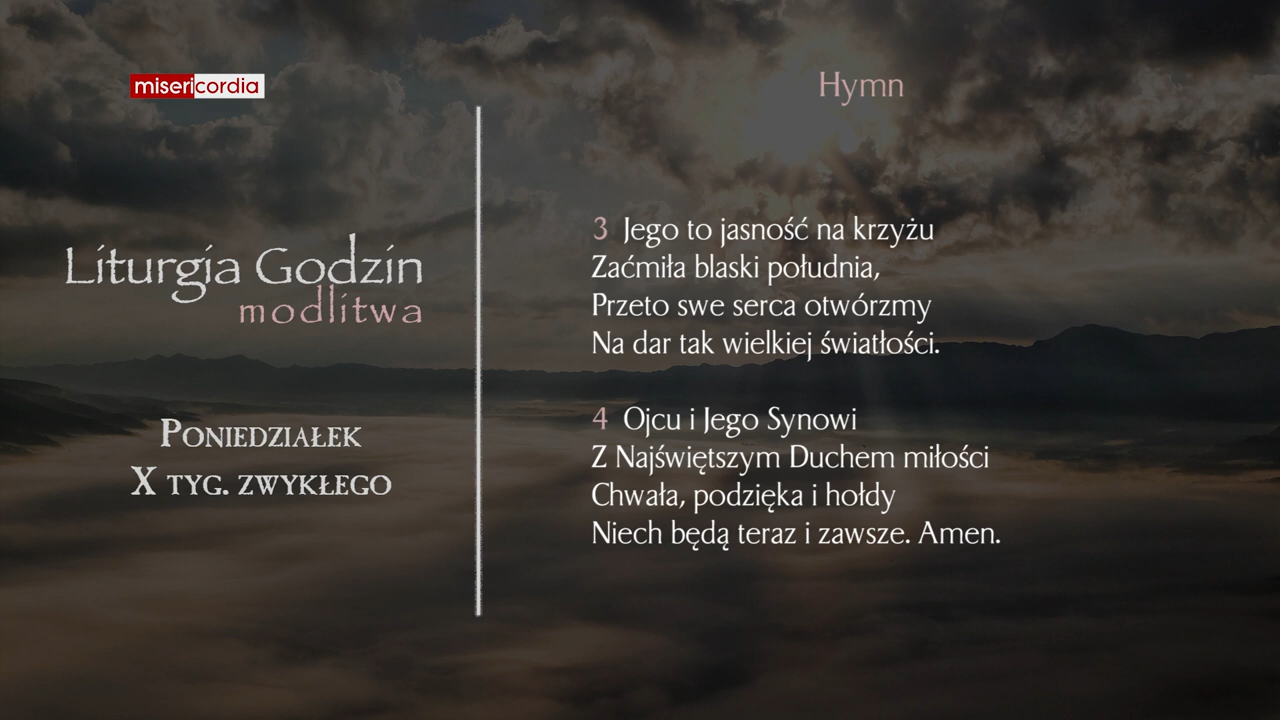 misericordia
Liturgia Godzin
modlitwa
Poniedziałek
X tyg. zwykłego
Hymn
3 Jego to jasność na krzyżu
Zaćmiła blaski południa,
Przeto swe serca otwórzmy
Na dar tak wielkiej światłości.
4 Ojcu i Jego Synowi
Z Najświętszym Duchem miłości
Chwała, podzięka i hołdy
Niech będą teraz i zawsze. Amen.